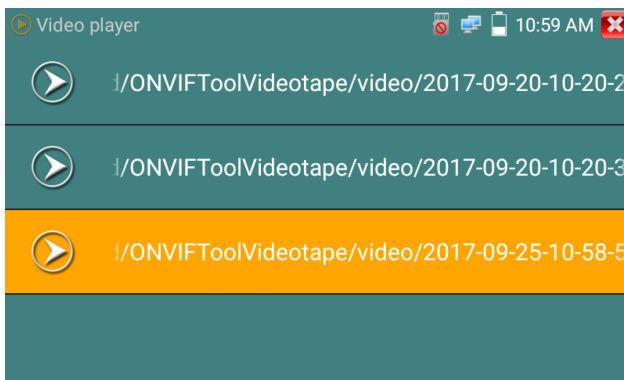 Video player
10:59 AM
/ONVIFToolVideotape/video/2017-09-20-10-20-2
/ONVIFToolVideotape/video/2017-09-20-10-20-3
/ONVIFToolVideotape/video/2017-09-25-10-58-5